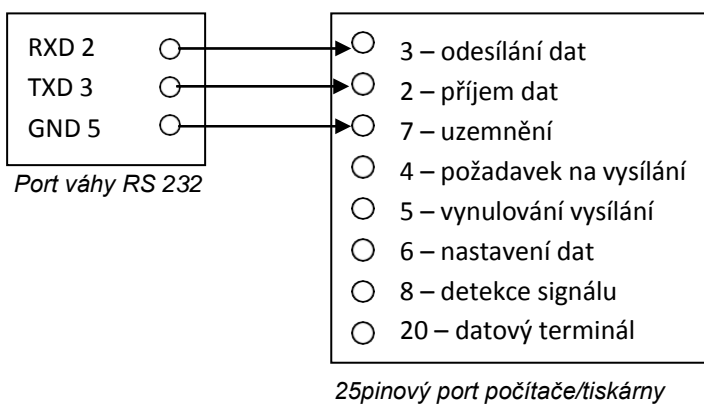 RXD 2
TXD 3
GND 5
Port váhy RS 232
3 – odesílání dat
2 – příjem dat
7 – uzemnění
4 – požadavek na vysílání
5 – vynulování vysílání
6 – nastavení dat
8 – detekce signálu
20 – datový terminál
25pinový port počítače/tiskárny